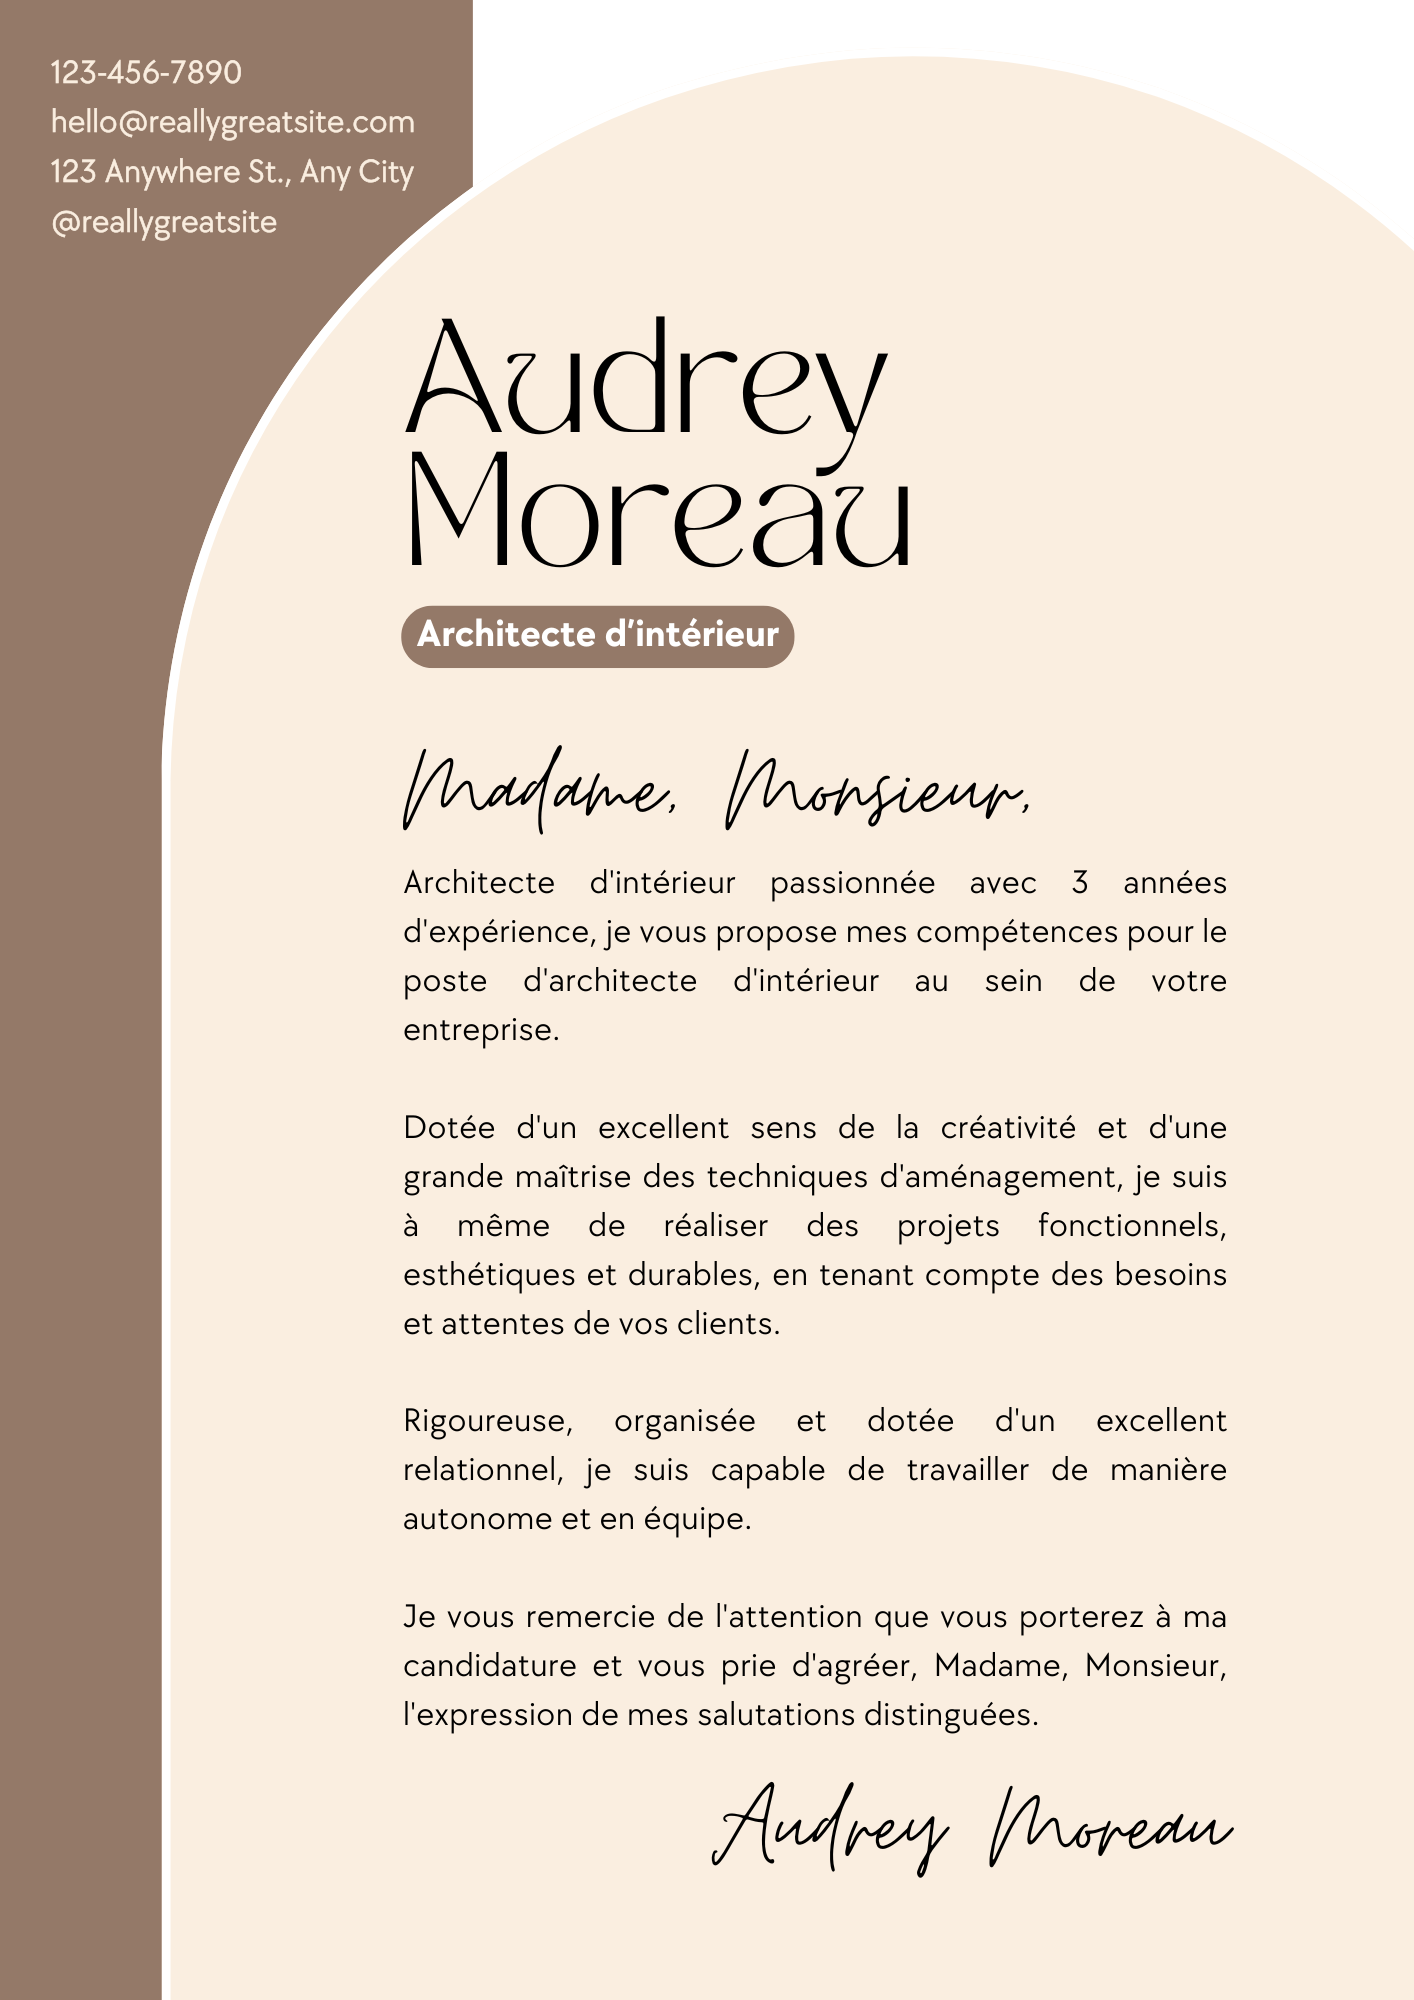 123-456-7890
hello@reallygreatsite.com
123 Anywhere St., Any City
@reallygreatsite
Audrey
Moreau
Architecte d’intérieur
Madame, Monsieur,
Architecte d'intérieur passionnée avec 3 années
d'expérience, je vous propose mes compétences pour le
poste d'architecte d'intérieur au sein de votre
entreprise.
Dotée d'un excellent sens de la créativité et d'une
grande maîtrise des techniques d'aménagement, je suis
à même de réaliser des projets fonctionnels,
esthétiques et durables, en tenant compte des besoins
et attentes de vos clients.
Rigoureuse, organisée et dotée d'un excellent
relationnel, je suis capable de travailler de manière
autonome et en équipe.
Je vous remercie de l'attention que vous porterez à ma
candidature et vous prie d'agréer, Madame, Monsieur,
l'expression de mes salutations distinguées.
Audrey Moreau